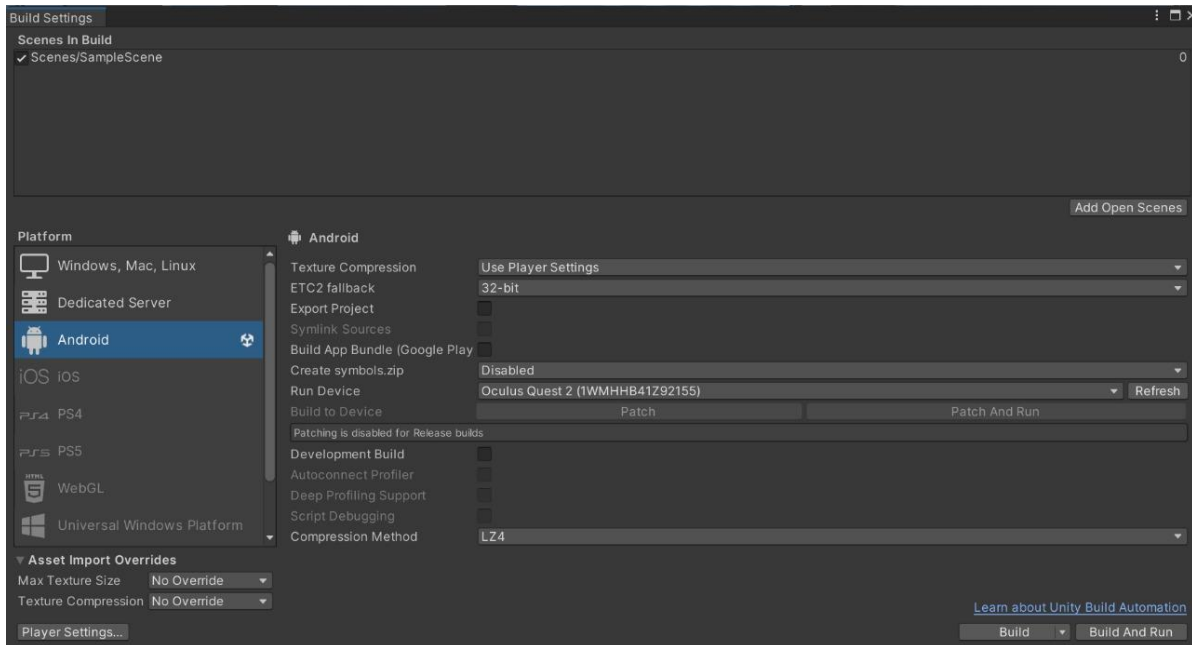 Build Settings
Scenes In Build
Scenes/SampleScene 0
Add Open Scenes
Platform
Windows, Mac, Linux
Dedicated Server
Android
iOS iOS
PS4 PS4
PS5 PS5
HTML 5 WebGL
Universal Windows Platform
Android
Texture Compression Use Player Settings
ETC2 fallback 32-bit
Export Project
Symlink Sources
Build App Bundle (Google Play
Create symbols.zip Disabled
Run Device Oculus Quest 2 (1WMHHB41Z92155) Refresh
Build to Device Patch Patch And Run
Patching is disabled for Release builds
Development Build
Autoconnect Profiler
Deep Profiling Support
Script Debugging
Compression Method LZ4
Asset Import Overrides
Max Texture Size No Override
Texture Compression No Override
Learn about Unity Build Automation
Player Settings... Build Build And Run